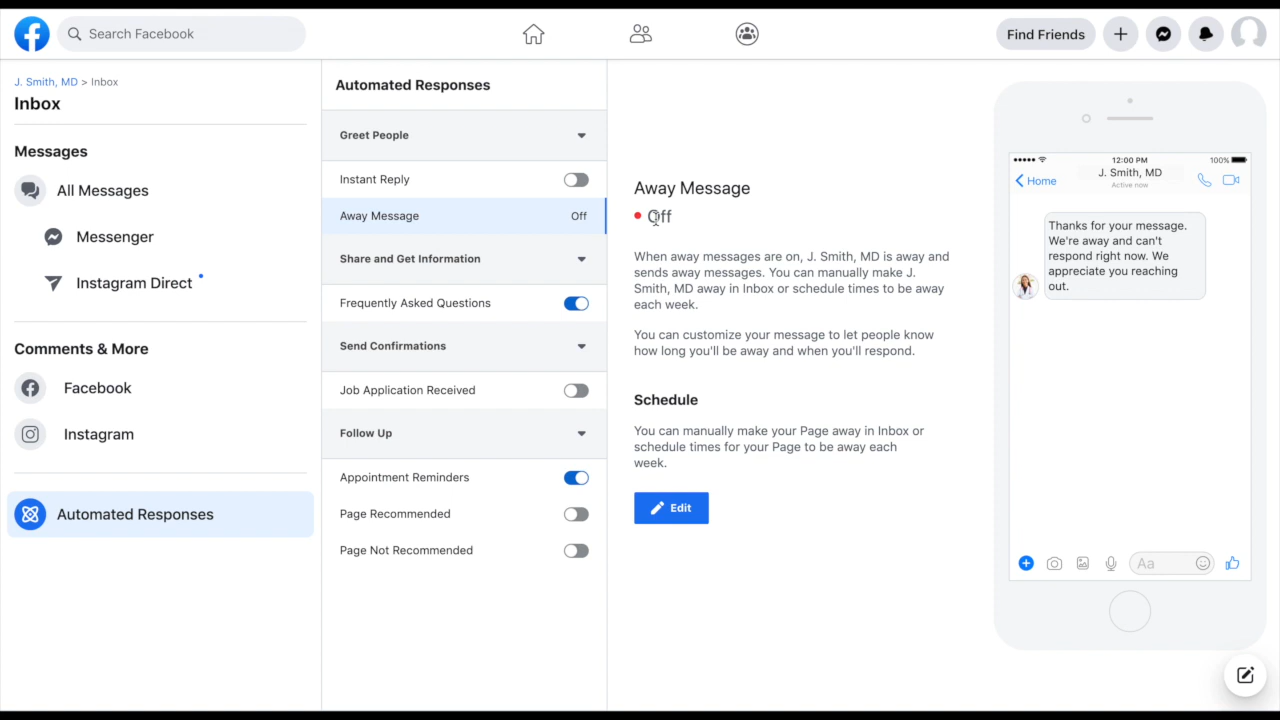 Search Facebook
Find Friends
J. Smith, MD > Inbox
Inbox
Messages
All Messages
Messenger
Instagram Direct
Comments & More
Facebook
Instagram
Automated Responses
Automated Responses
Greet People
Instant Reply
Away Message Off
Share and Get Information
Frequently Asked Questions
Send Confirmations
Job Application Received
Follow Up
Appointment Reminders
Page Recommended
Page Not Recommended
Away Message
Off
When away messages are on, J. Smith, MD is away and
sends away messages. You can manually make J.
Smith, MD away in Inbox or schedule times to be away
each week.
You can customize your message to let people know
how long you'll be away and when you'll respond.
Schedule
You can manually make your Page away in Inbox or
schedule times for your Page to be away each
week.
Edit
12:00 PM 100%
Home J. Smith, MD
Active now
Thanks for your message.
We're away and can't
respond right now. We
appreciate you reaching
out.
Aa